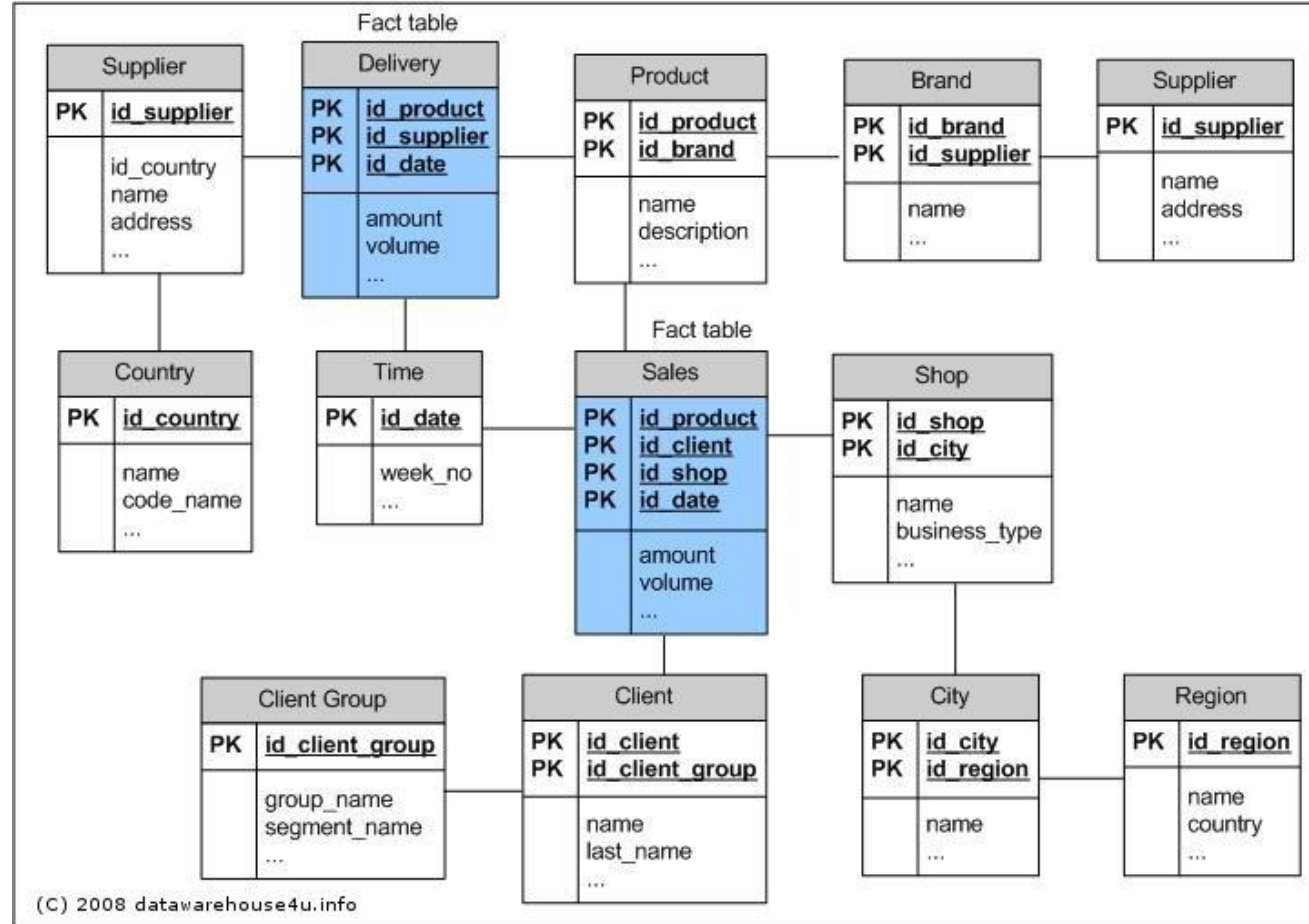 Fact table
Supplier
PK id_supplier
id_country
name
address
...
Delivery
PK id_product
PK id_supplier
PK id_date
amount
volume
...
Product
PK id_product
PK id_brand
name
description
...
Brand
PK id_brand
PK id_supplier
name
...
Supplier
PK id_supplier
name
address
...
Fact table
Country
PK id_country
name
code_name
...
Time
PK id_date
week_no
...
Sales
PK id_product
PK id_client
PK id_shop
PK id_date
amount
volume
...
Shop
PK id_shop
PK id_city
name
business_type
...
Client Group
PK id_client_group
group_name
segment_name
...
Client
PK id_client
PK id_client_group
name
last_name
...
City
PK id_city
PK id_region
name
...
Region
PK id_region
name
country
...
(C) 2008 datawarehouse4u.info